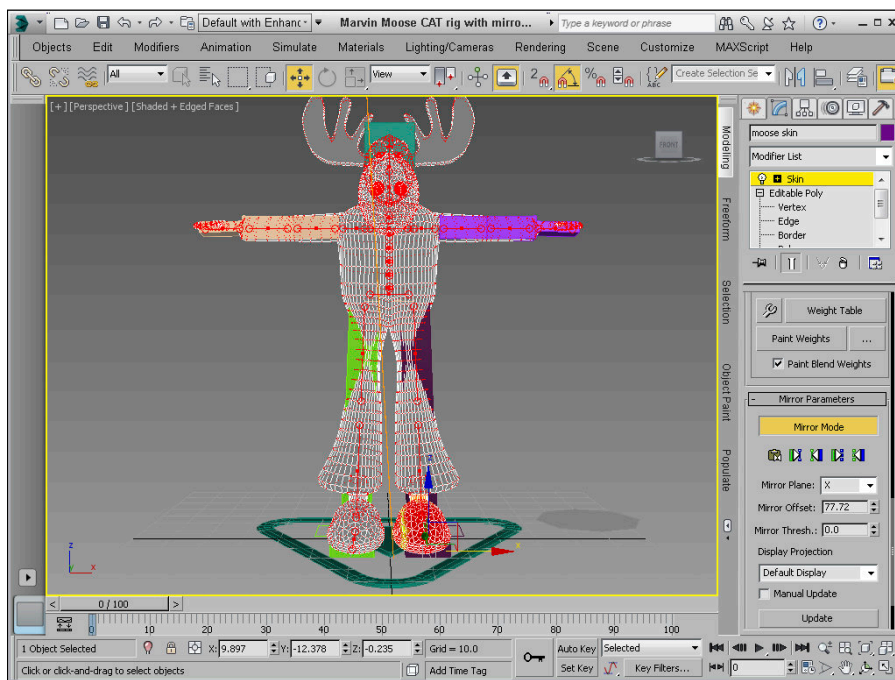 Default with Enhanc
Marvin Moose CAT rig with mirro...
Type a keyword or phrase
Objects Edit Modifiers Animation Simulate Materials Lighting/Cameras Rendering Scene Customize MAXScript Help
All
View
2
%
ABC
Create Selection Se
[ + ] [ Perspective ] [ Shaded + Edged Faces ]
FRONT
z
x
x
z
Modeling
Freeform
Selection
Object Paint
Populate
moose skin
Modifier List
Skin
Editable Poly
Vertex
Edge
Border
Weight Table
Paint Weights ...
Paint Blend Weights
- Mirror Parameters
Mirror Mode
Mirror Plane: X
Mirror Offset: 77.72
Mirror Thresh.: 0.0
Display Projection
Default Display
Manual Update
Update
< 0 / 100 >
0 10 20 30 40 50 60 70 80 90 100
1 Object Selected X: 9.897 Y: -12.378 Z: -0.235 Grid = 10.0 Auto Key Selected
Click or click-and-drag to select objects Add Time Tag Set Key Key Filters... 0